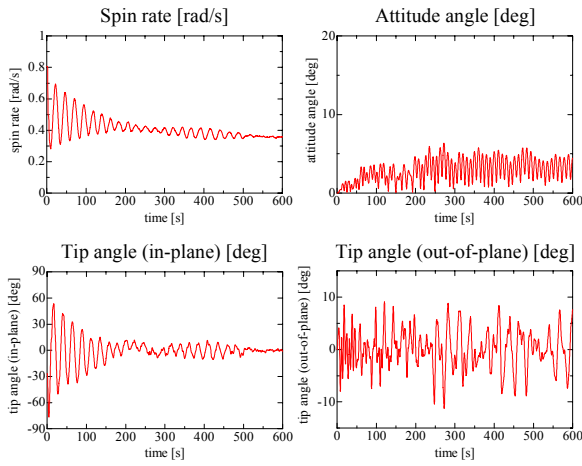 Spin rate [rad/s]
spin rate [rad/s]
1
0.8
0.6
0.4
0.2
0
0 100 200 300 400 500 600
time [s]
Attitude angle [deg]
attitude angle [deg]
20
10
0
0 100 200 300 400 500 600
time [s]
Tip angle (in-plane) [deg]
tip angle (in-plane) [deg]
90
60
30
0
-30
-60
-90
0 100 200 300 400 500 600
time [s]
Tip angle (out-of-plane) [deg]
tip angle (out-of-plane) [deg]
10
0
-10
0 100 200 300 400 500 600
time [s]